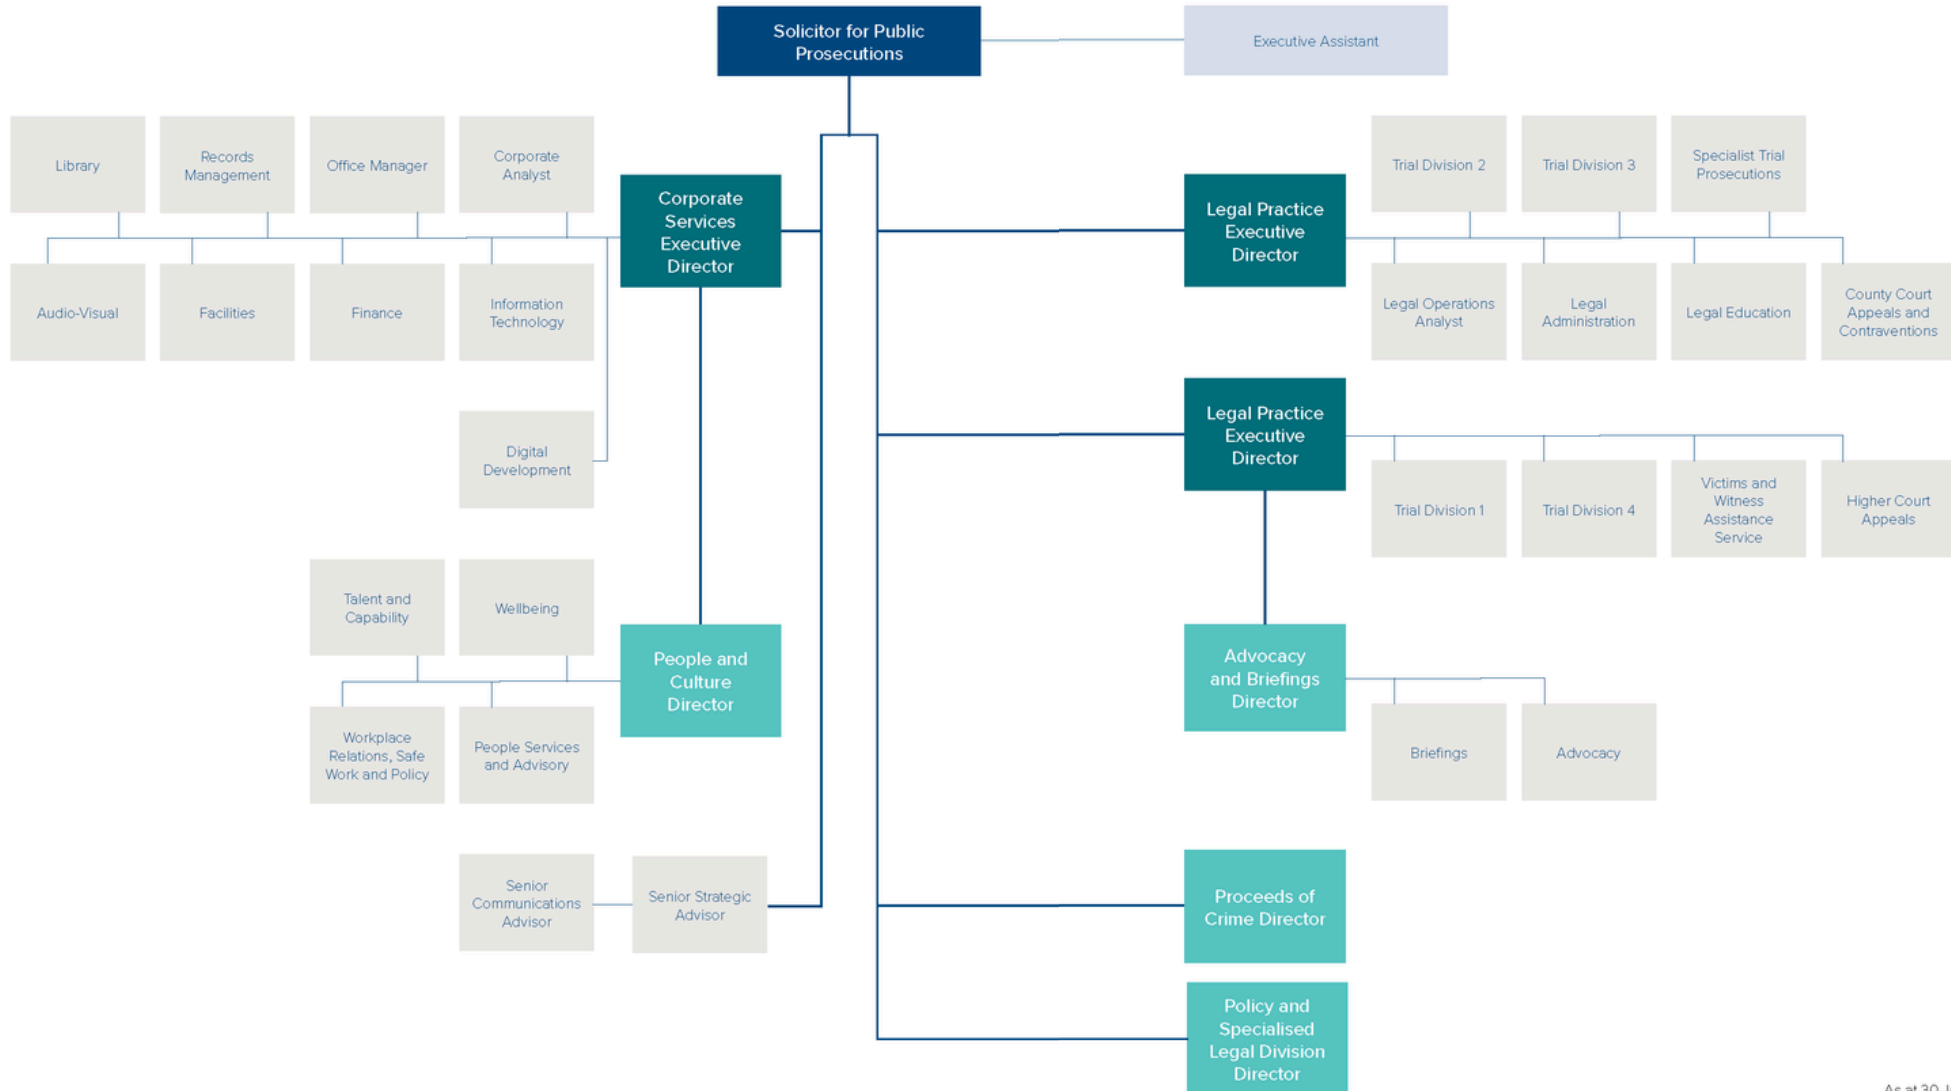 Solicitor for Public
Prosecutions
Executive Assistant
Library
Records
Management
Office Manager
Corporate
Analyst
Corporate
Services
Executive
Director
Audio-Visual
Facilities
Finance
Information
Technology
Digital
Development
Talent and
Capability
Wellbeing
People and
Culture
Director
Workplace
Relations, Safe
Work and Policy
People Services
and Advisory
Senior
Communications
Advisor
Senior Strategic
Advisor
Legal Practice
Executive
Director
Trial Division 2
Trial Division 3
Specialist Trial
Prosecutions
Legal Operations
Analyst
Legal
Administration
Legal Education
County Court
Appeals and
Contraventions
Legal Practice
Executive
Director
Trial Division 1
Trial Division 4
Victims and
Witness
Assistance
Service
Higher Court
Appeals
Advocacy
and Briefings
Director
Briefings
Advocacy
Proceeds of
Crime Director
Policy and
Specialised
Legal Division
Director
As at 30